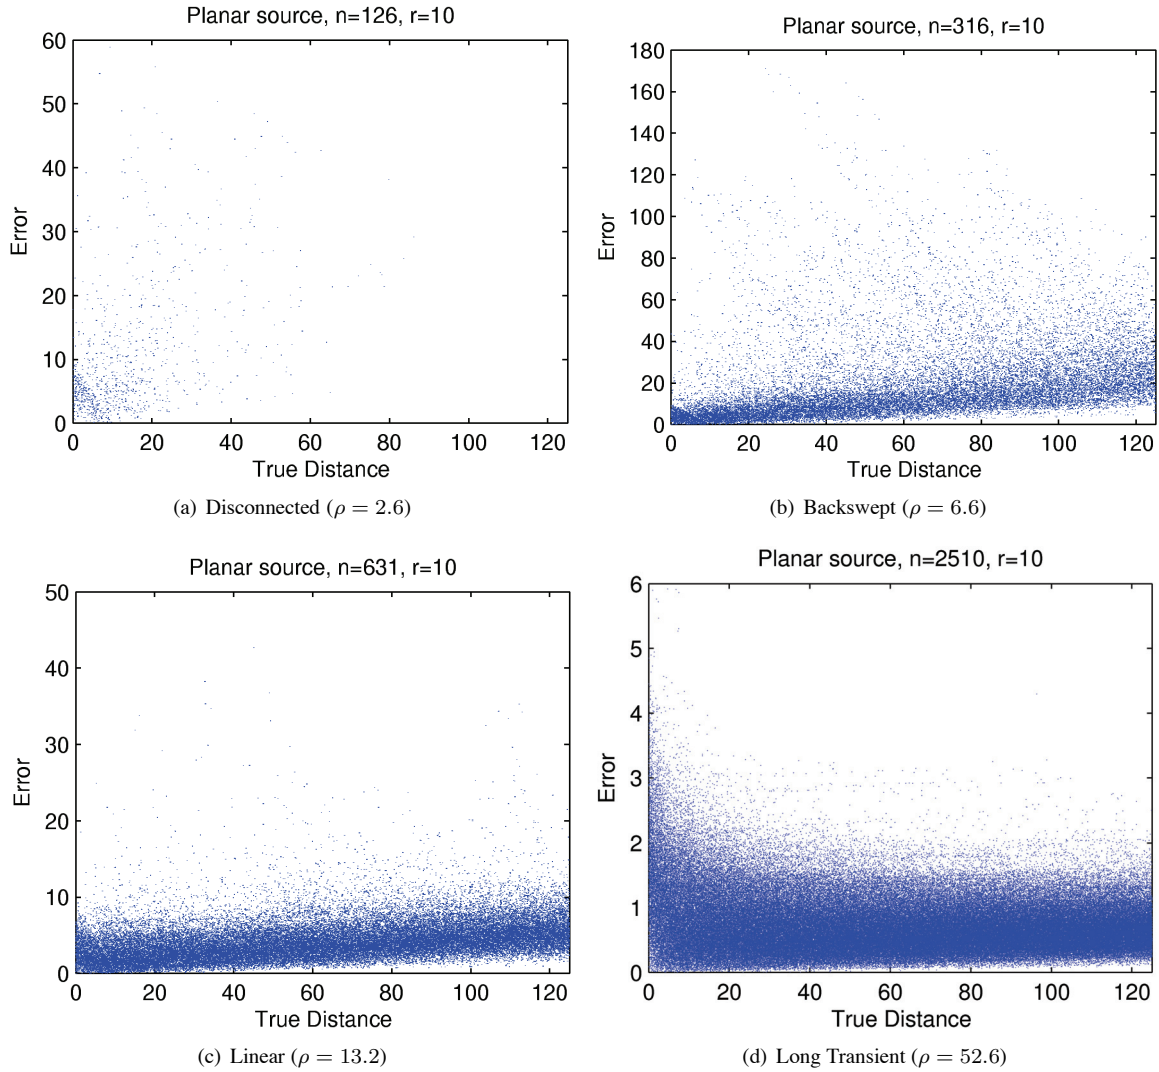 Planar source, n=126, r=10
60
50
40
30
20
10
0
Error
0 20 40 60 80 100 120
True Distance
(a) Disconnected (ρ = 2.6)
Planar source, n=316, r=10
180
160
140
120
100
80
60
40
20
0
Error
0 20 40 60 80 100 120
True Distance
(b) Backswept (ρ = 6.6)
Planar source, n=631, r=10
50
40
30
20
10
0
Error
0 20 40 60 80 100 120
True Distance
(c) Linear (ρ = 13.2)
Planar source, n=2510, r=10
6
5
4
3
2
1
0
Error
0 20 40 60 80 100 120
True Distance
(d) Long Transient (ρ = 52.6)